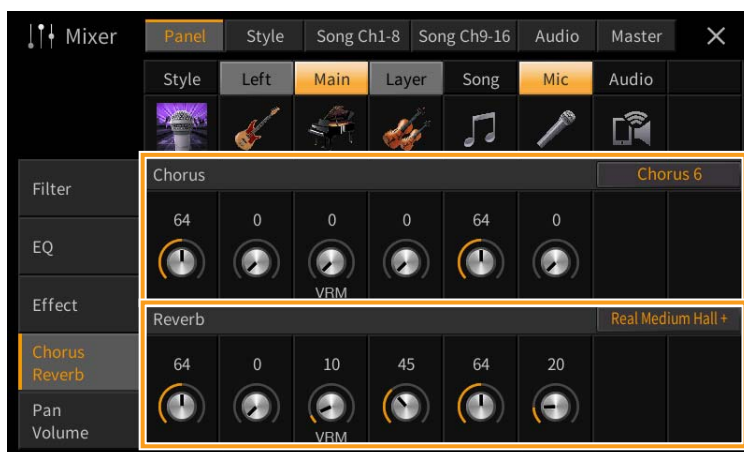 Mixer
Panel Style Song Ch1-8 Song Ch9-16 Audio Master
Style Left Main Layer Song Mic Audio
Filter
EQ
Effect
Chorus
Reverb
Pan
Volume
Chorus Chorus 6
64 0 0 0 64 0
VRM
Reverb Real Medium Hall +
64 0 10 45 64 20
VRM